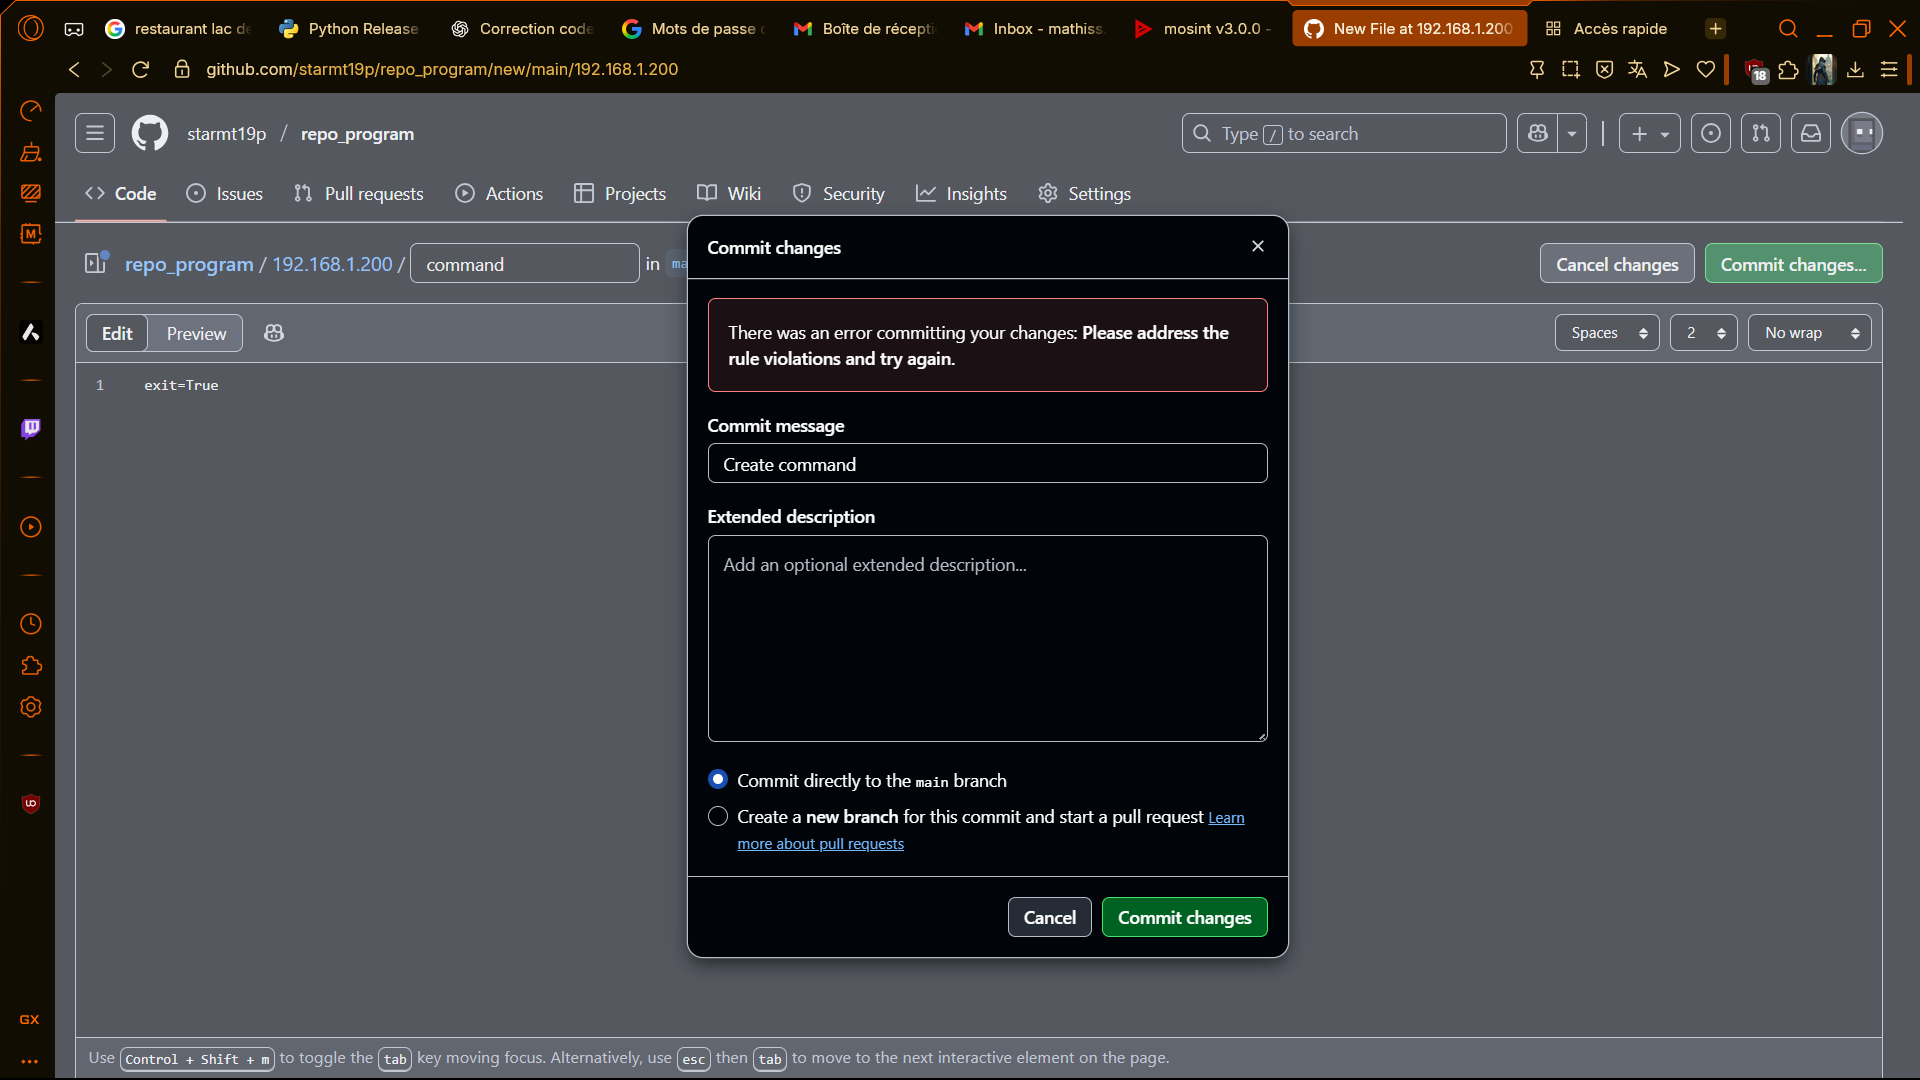 restaurant lac de
Python Release
Correction code
Mots de passe
Boîte de récepti
Inbox - mathiss.
mosint v3.0.0 -
New File at 192.168.1.200
Accès rapide
github.com/starmt19p/repo_program/new/main/192.168.1.200
18
starmt19p / repo_program
Type / to search
Code
Issues
Pull requests
Actions
Projects
Wiki
Security
Insights
Settings
repo_program / 192.168.1.200 / command in ma
Cancel changes
Commit changes...
Edit
Preview
Spaces
2
No wrap
1 exit=True
Commit changes
There was an error committing your changes: Please address the
rule violations and try again.
Commit message
Create command
Extended description
Add an optional extended description...
Commit directly to the main branch
Create a new branch for this commit and start a pull request Learn
more about pull requests
Cancel
Commit changes
GX
Use Control + Shift + m to toggle the tab key moving focus. Alternatively, use esc then tab to move to the next interactive element on the page.